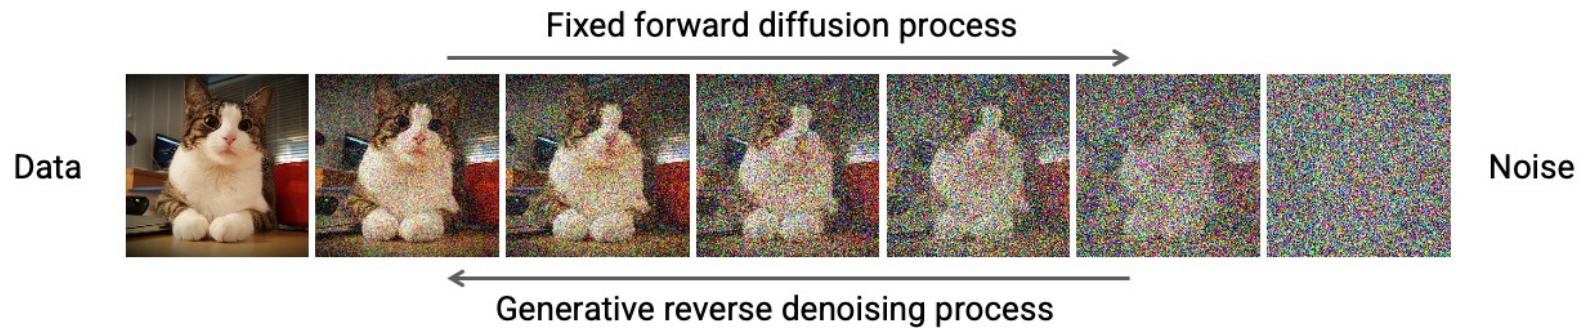 Fixed forward diffusion process
Data
Noise
Generative reverse denoising process